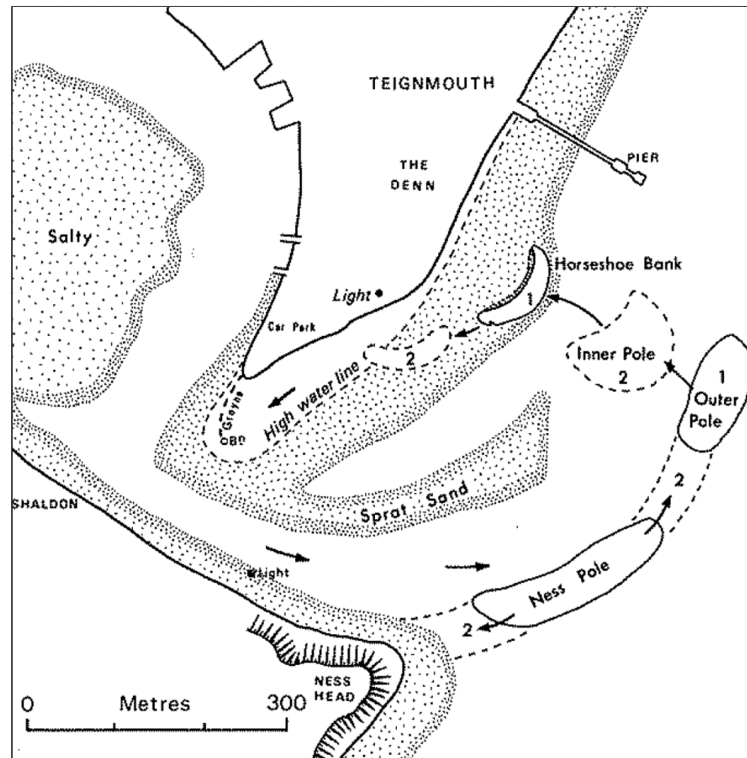 TEIGNMOUTH
PIER
THE
DENN
Salty
Horseshoe Bank
1
Light
Inner Pole
2
1
Outer
Pole
Car Park
2
High water line
Groyne
BD
2
Sprat Sand
SHALDON
Light
Ness Pole
2
NESS
HEAD
0 Metres 300